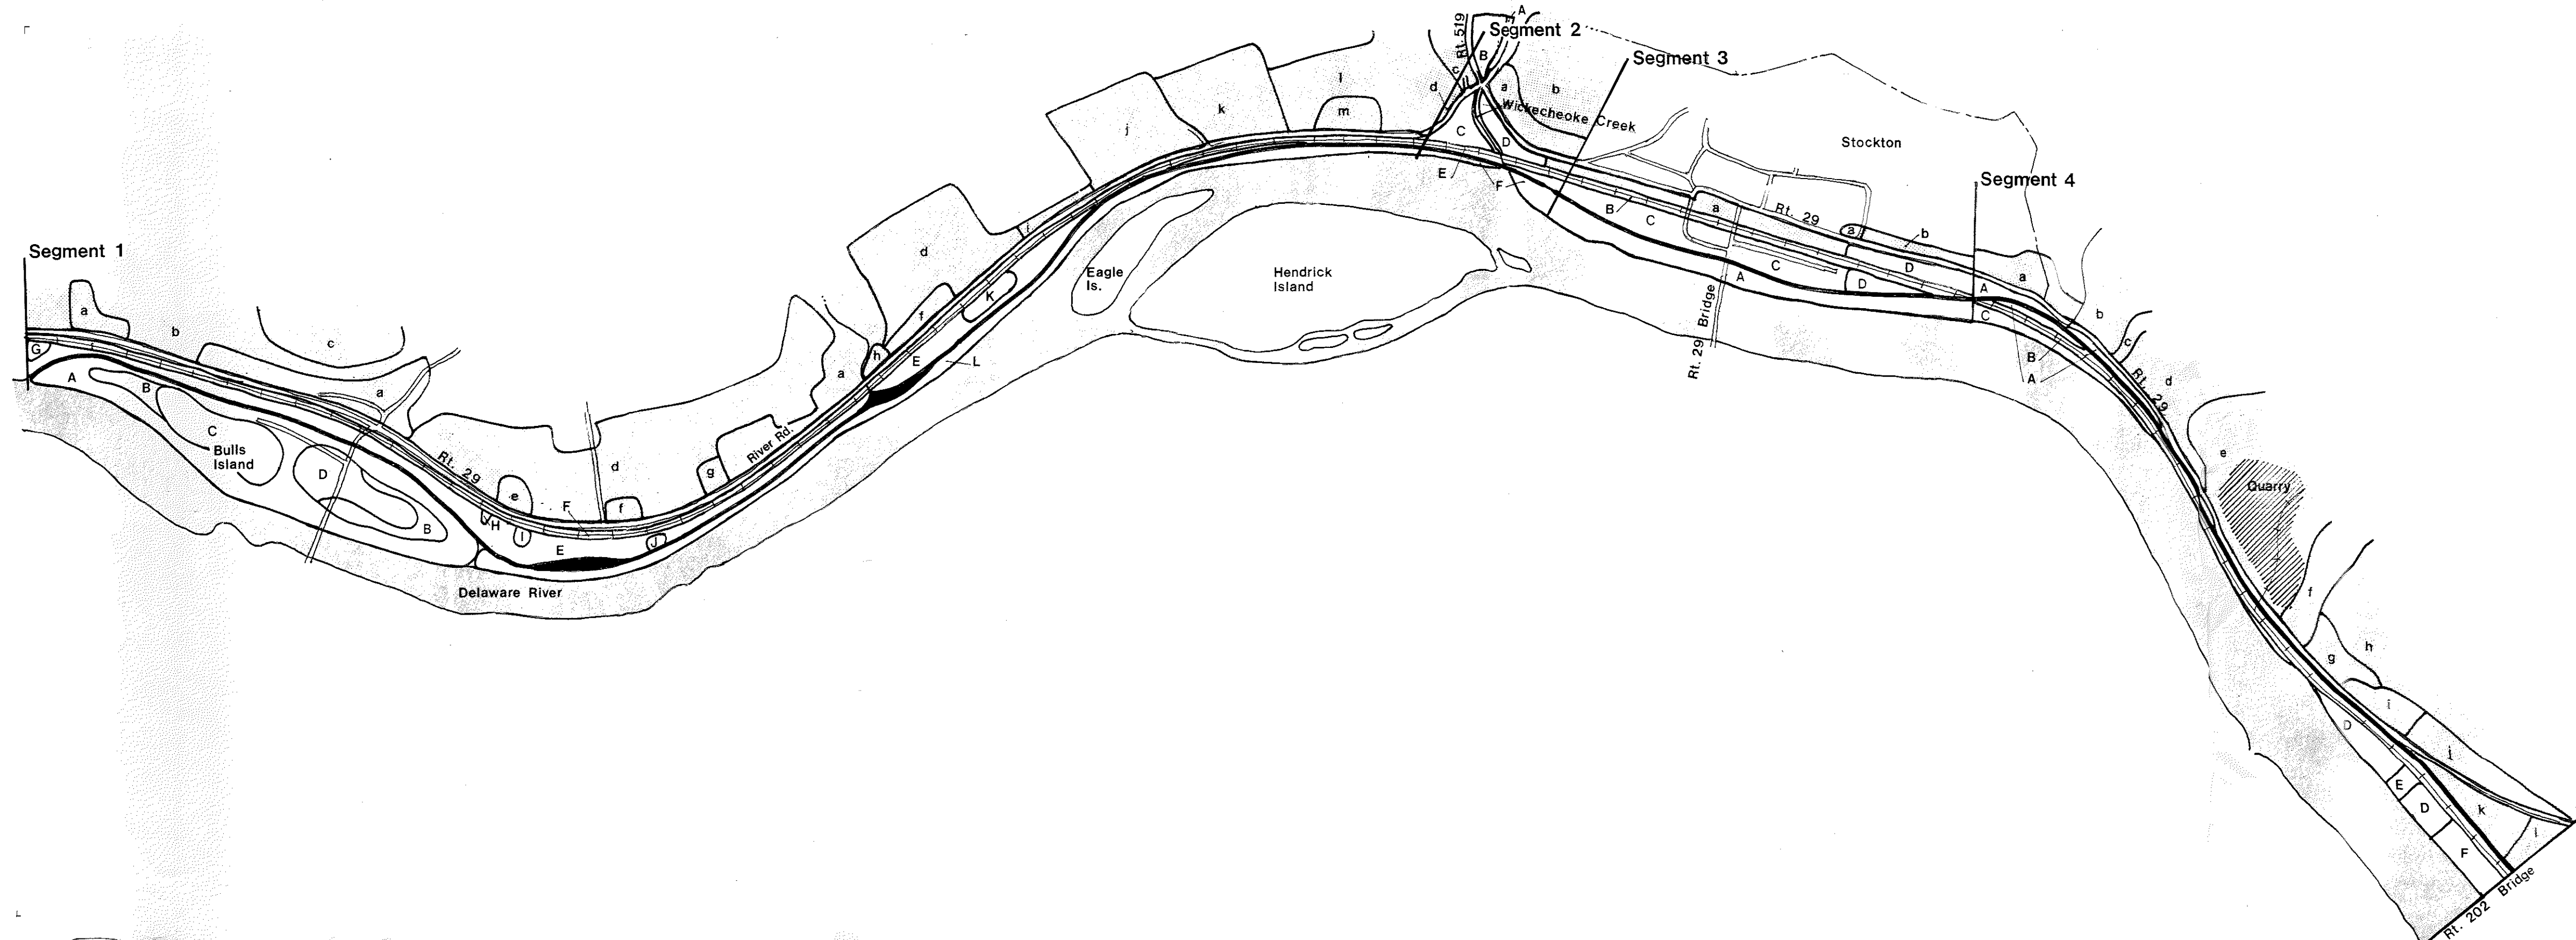 Segment 1
a
b
c
G
A
B
C
Bulls
Island
D
B
a
Rt. 29
e
H
I
F
E
J
f
d
g
River Rd.
Delaware River
a
h
f
d
E
L
K
i
j
k
l
m
Eagle
Is.
Hendrick
Island
Rt. 519
A
Segment 2
B
c
d
a
b
Wickecheoke Creek
C
D
E
F
Segment 3
Stockton
B
C
a
Rt. 29
a
b
C
A
D
D
Rt. 29 Bridge
Segment 4
A
C
a
b
c
B
A
Rt. 29
d
e
Quarry
f
g
h
i
j
D
E
D
k
l
F
Rt. 202 Bridge